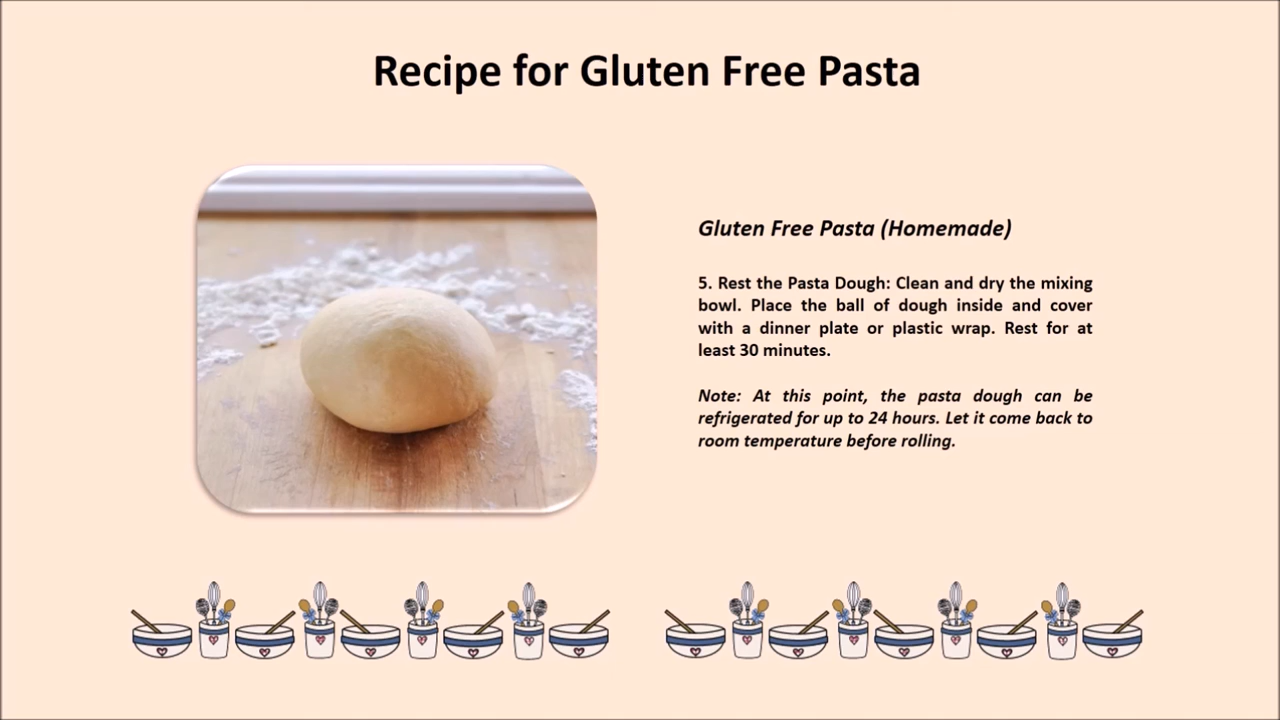 Recipe for Gluten Free Pasta
Gluten Free Pasta (Homemade)
5. Rest the Pasta Dough: Clean and dry the mixing
bowl. Place the ball of dough inside and cover
with a dinner plate or plastic wrap. Rest for at
least 30 minutes.
Note: At this point, the pasta dough can be
refrigerated for up to 24 hours. Let it come back to
room temperature before rolling.